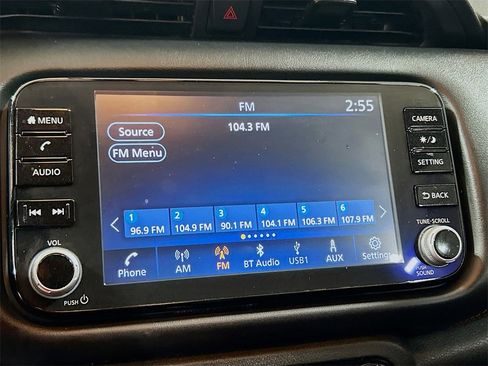 FM
2:55
Source
104.3 FM
FM Menu
1 2 3 4 5 6
96.9 FM 104.9 FM 90.1 FM 104.1 FM 106.3 FM 107.9 FM
Phone AM FM BT Audio USB1 AUX Settings
MENU
AUDIO
VOL
PUSH
CAMERA
SETTING
BACK
TUNE·SCROLL
PUSH
SOUND